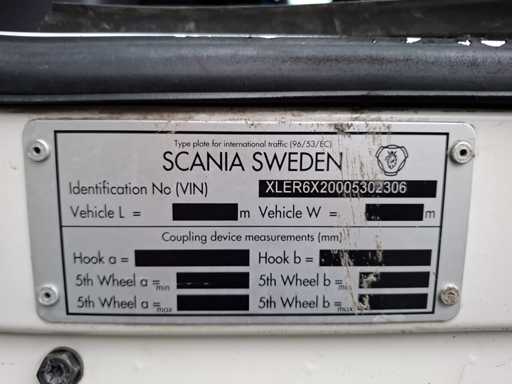 Type plate for international traffic (96/53/EC)
SCANIA SWEDEN
Identification No (VIN) XLER6X20005302306
Vehicle L = m Vehicle W = m
Coupling device measurements (mm)
Hook a = Hook b =
5th Wheel a min = 5th Wheel b min =
5th Wheel a max = 5th Wheel b max =